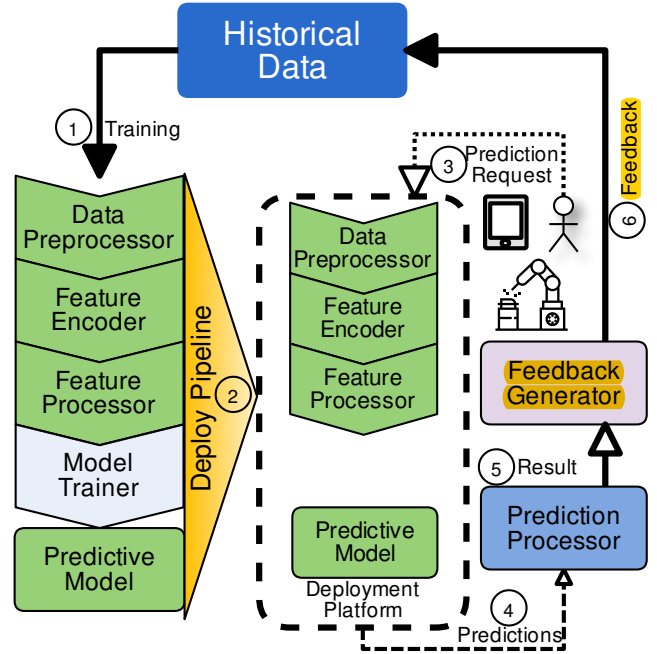 Historical
Data
1
Training
Data
Preprocessor
Feature
Encoder
Feature
Processor
Model
Trainer
Predictive
Model
Deploy Pipeline
2
3
Prediction
Request
Data
Preprocessor
Feature
Encoder
Feature
Processor
Predictive
Model
Deployment
Platform
4
Predictions
Prediction
Processor
5
Result
Feedback
Generator
6
Feedback